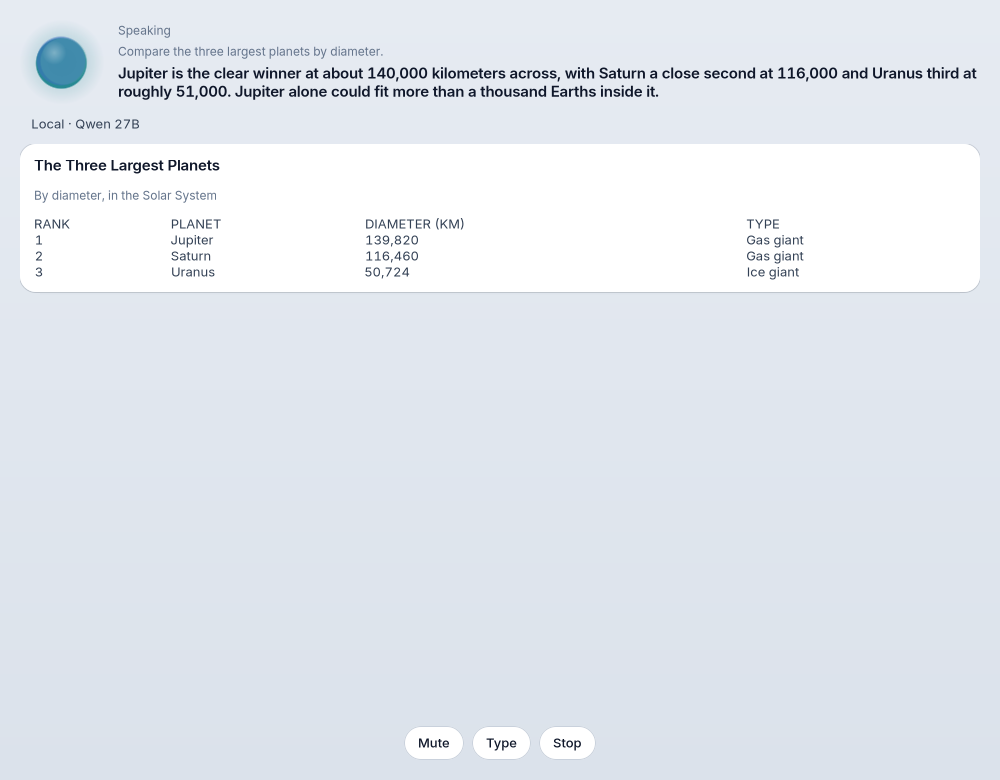 Speaking
Compare the three largest planets by diameter.
Jupiter is the clear winner at about 140,000 kilometers across, with Saturn a close second at 116,000 and Uranus third at
roughly 51,000. Jupiter alone could fit more than a thousand Earths inside it.
Local · Qwen 27B
The Three Largest Planets
By diameter, in the Solar System
RANK PLANET DIAMETER (KM) TYPE
1 Jupiter 139,820 Gas giant
2 Saturn 116,460 Gas giant
3 Uranus 50,724 Ice giant
Mute Type Stop